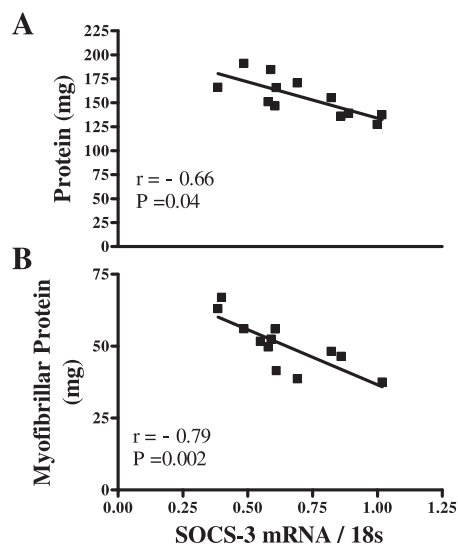 A
225
200
175
150
125
100
75
50
25
0
Protein (mg)
r = - 0.66
P =0.04
B
75
50
25
0
Myofibrillar Protein
(mg)
r = - 0.79
P =0.002
0.00 0.25 0.50 0.75 1.00 1.25
SOCS-3 mRNA / 18s